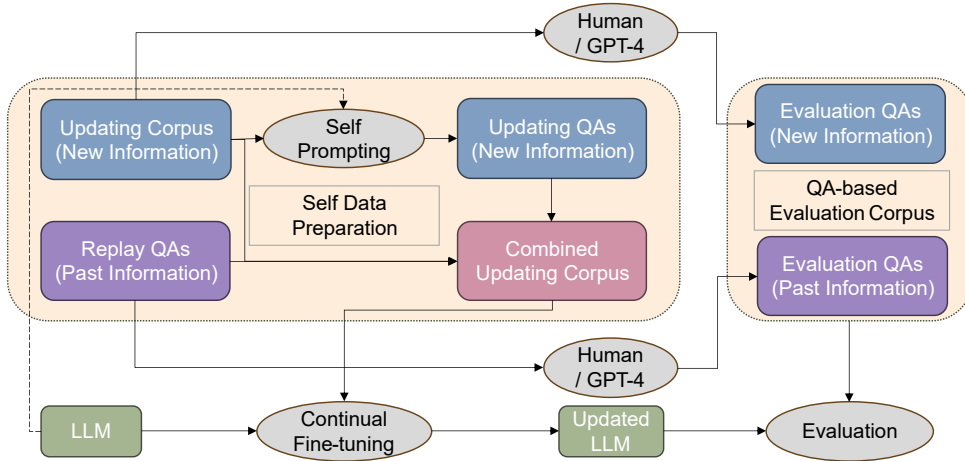 Human
/ GPT-4
Updating Corpus
(New Information)
Self
Prompting
Updating QAs
(New Information)
Evaluation QAs
(New Information)
Self Data
Preparation
QA-based
Evaluation Corpus
Replay QAs
(Past Information)
Combined
Updating Corpus
Evaluation QAs
(Past Information)
Human
/ GPT-4
LLM
Continual
Fine-tuning
Updated
LLM
Evaluation